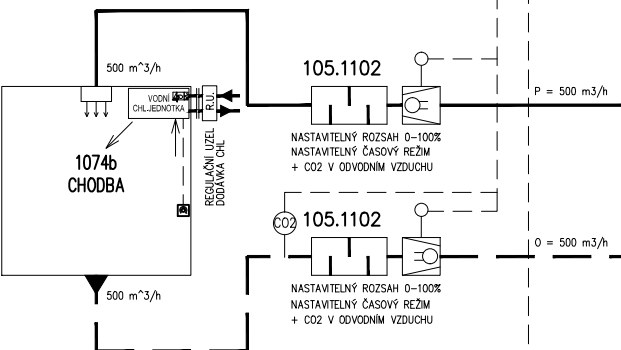 500 m^3/h
105.1102
P = 500 m3/h
VODNÍ
CHL.JEDNOTKA
R.U.
NASTAVITELNÝ ROZSAH 0-100%
NASTAVITELNÝ ČASOVÝ REŽIM
+ CO2 V ODVODNÍM VZDUCHU
REGULAČNÍ UZEL
DODÁVKA CHL
1074b
CHODBA
CO2
105.1102
O = 500 m3/h
500 m^3/h
NASTAVITELNÝ ROZSAH 0-100%
NASTAVITELNÝ ČASOVÝ REŽIM
+ CO2 V ODVODNÍM VZDUCHU